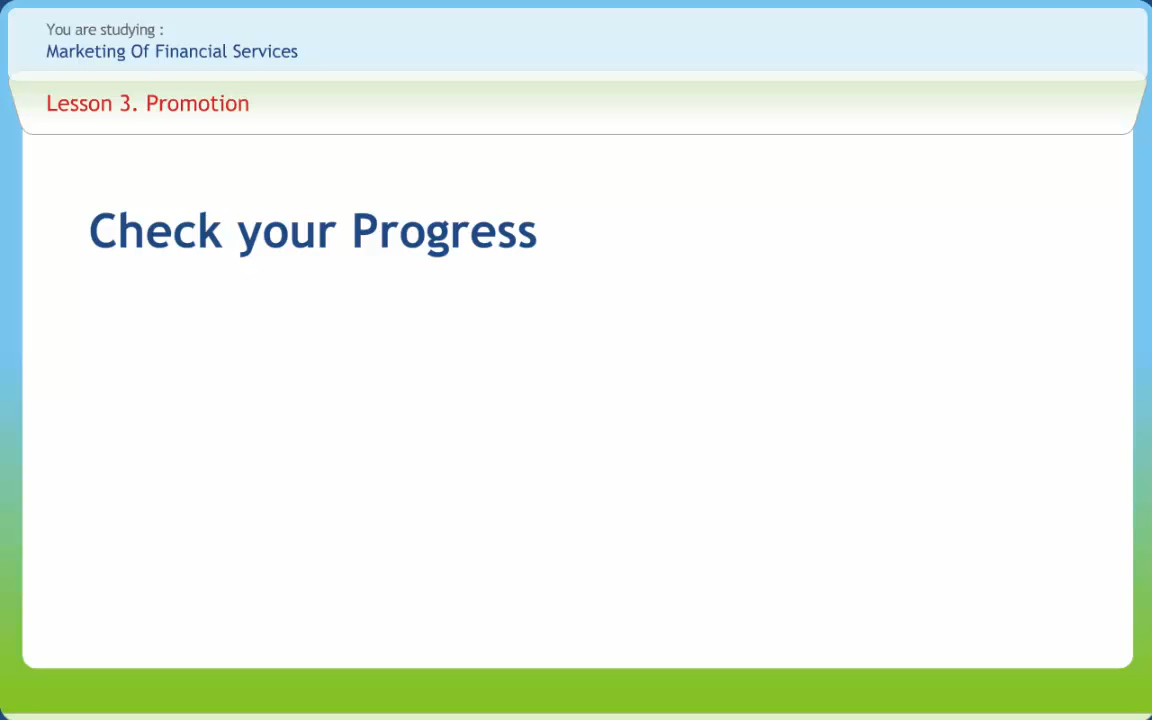 You are studying :
Marketing Of Financial Services
Lesson 3. Promotion
Check your Progress